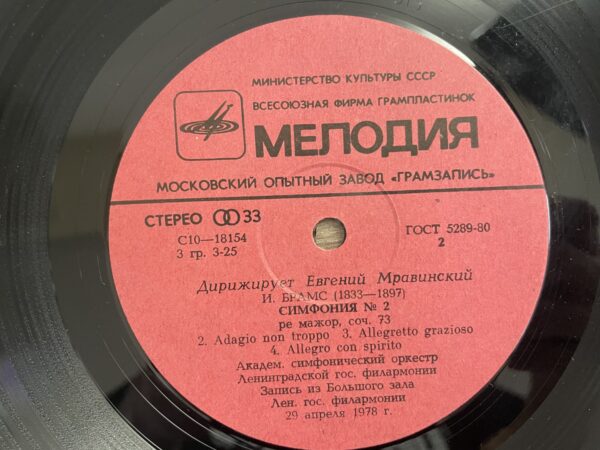 МИНИСТЕРСТВО КУЛЬТУРЫ СССР
ВСЕСОЮЗНАЯ ФИРМА ГРАМПЛАСТИНОК
МЕЛОДИЯ
МОСКОВСКИЙ ОПЫТНЫЙ ЗАВОД «ГРАМЗАПИСЬ»
СТЕРЕО 33
ГОСТ 5289-80
С10—18154
2
3 гр. 3-25
Дирижирует Евгений Мравинский
И. БРАМС (1833—1897)
СИМФОНИЯ № 2
ре мажор, соч. 73
2. Adagio non troppo 3. Allegretto grazioso
4. Allegro con spirito
Академ. симфонический оркестр
Ленинградской гос. филармонии
Запись из Большого зала
Лен. гос. филармонии
29 апреля 1978 г.